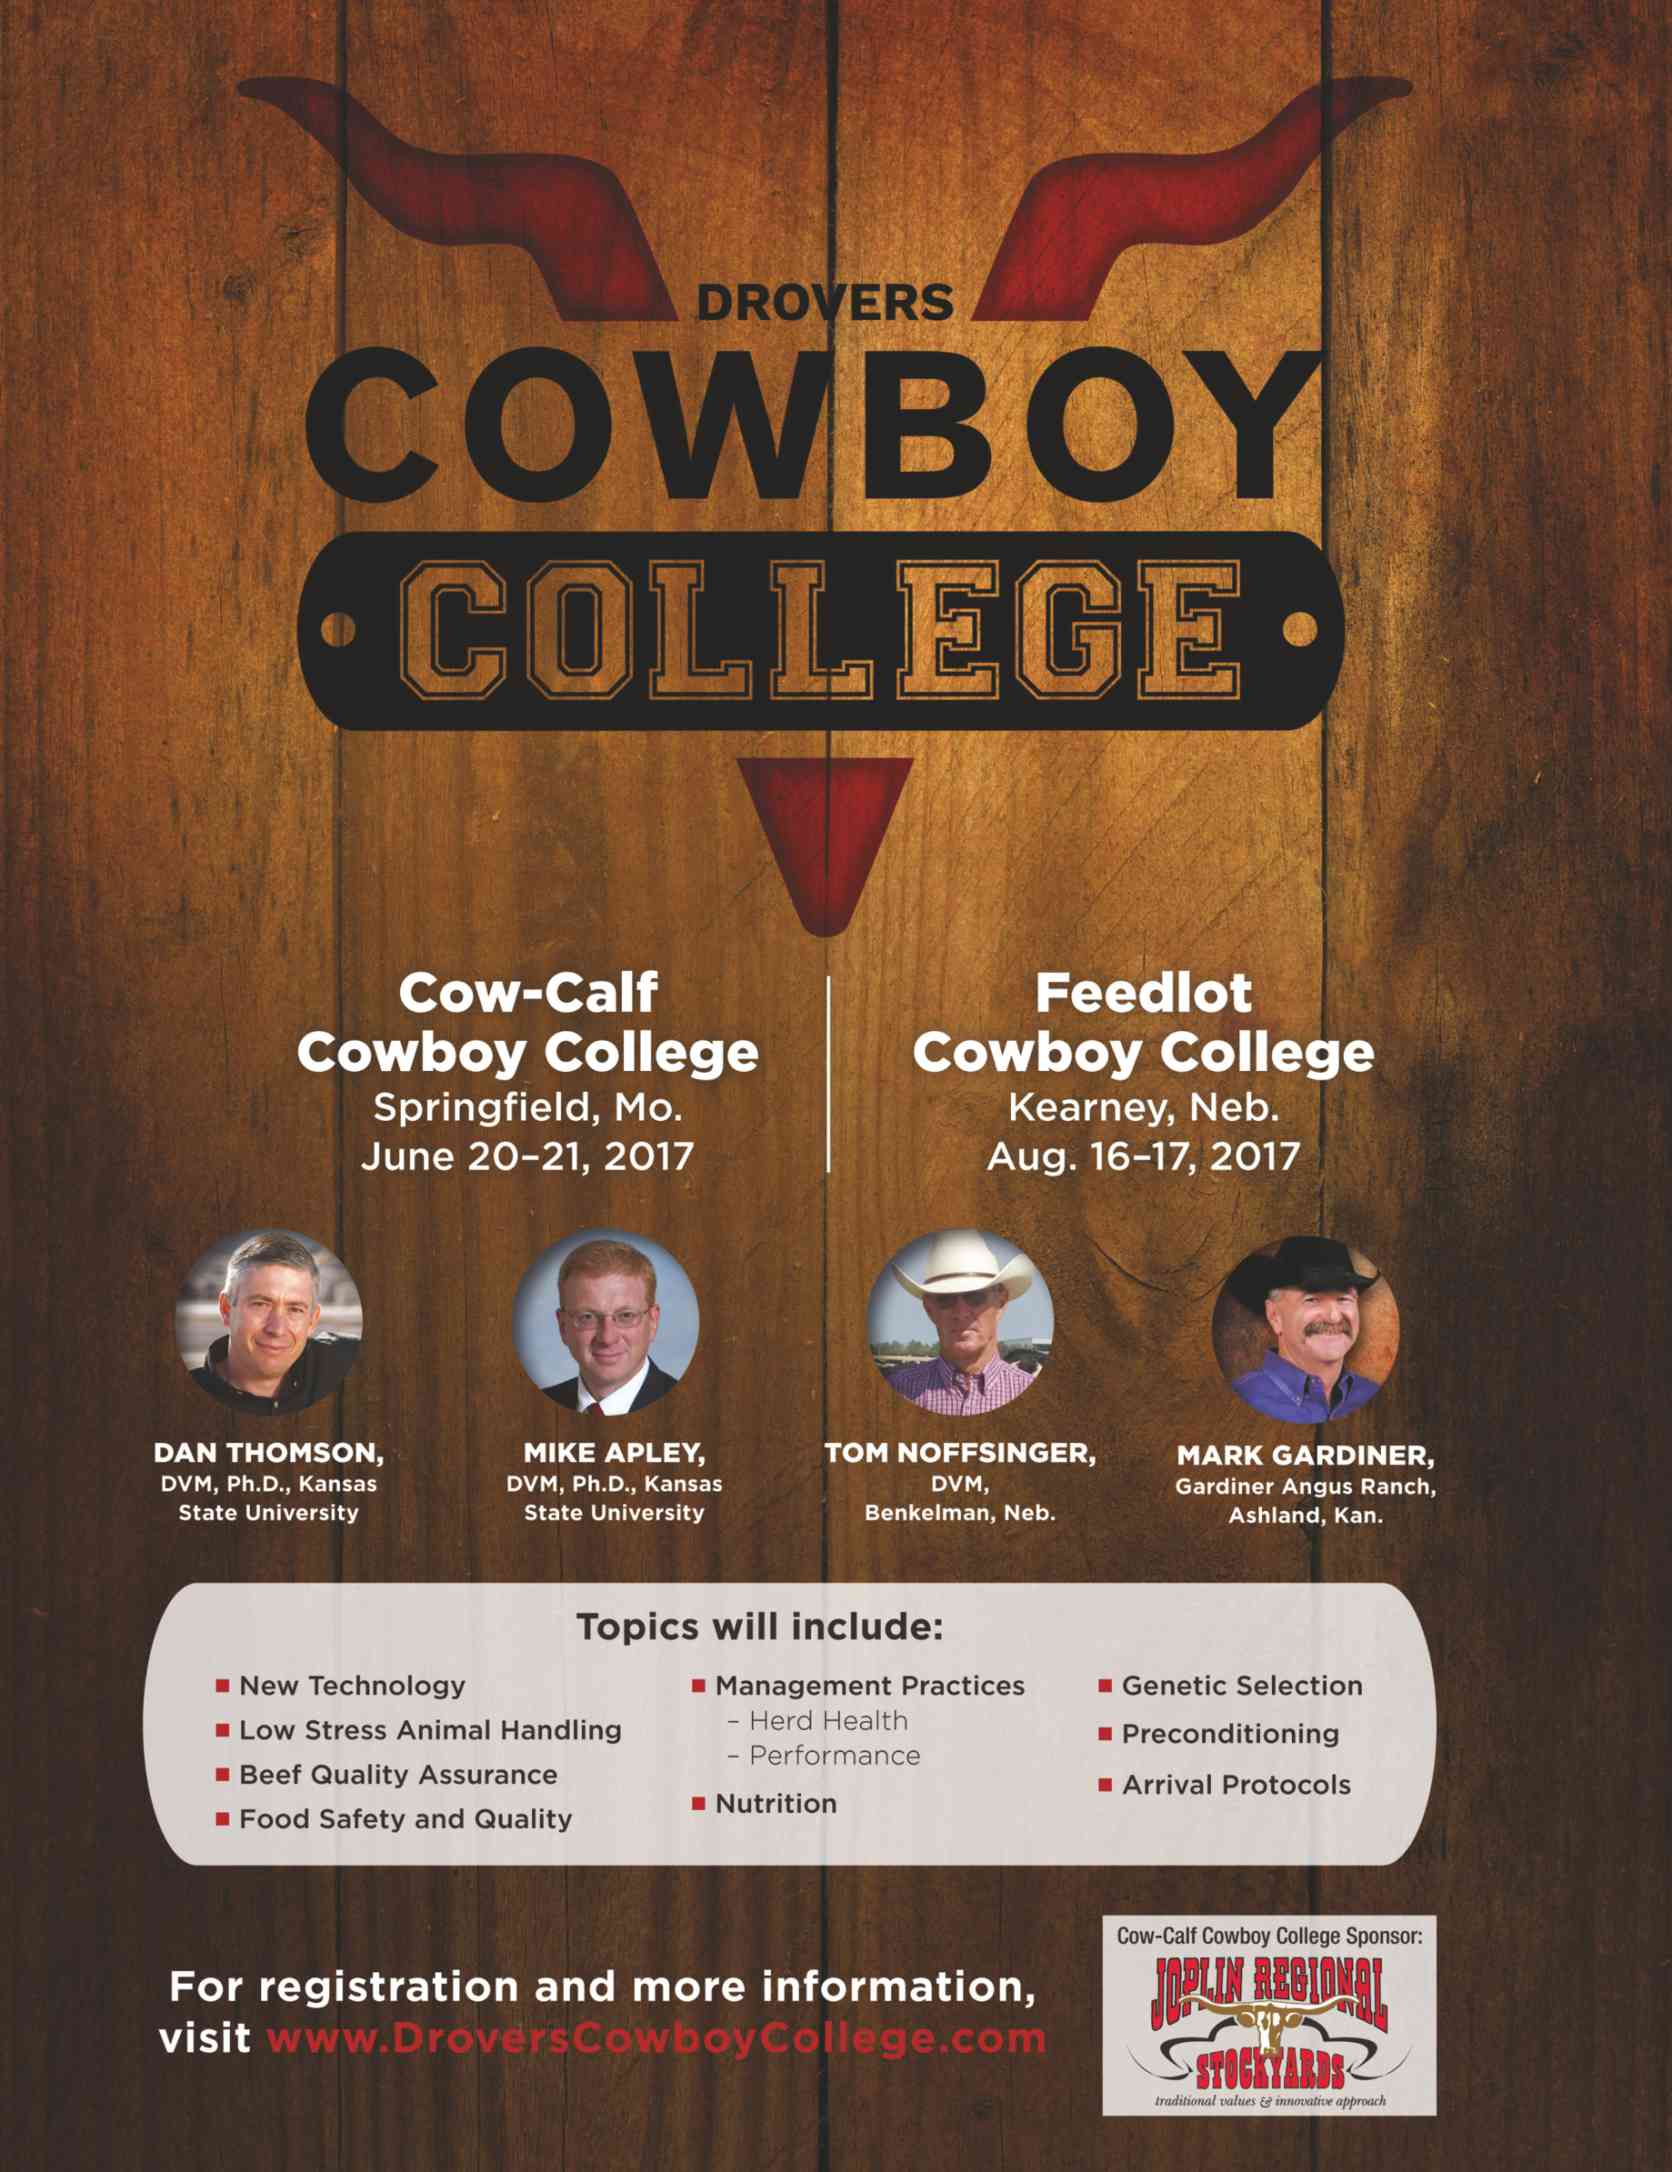 DROVERS
COWBOY
COLLEGE
Cow-Calf
Cowboy College
Springfield, Mo.
June 20–21, 2017
Feedlot
Cowboy College
Kearney, Neb.
Aug. 16–17, 2017
DAN THOMSON,
DVM, Ph.D., Kansas
State University
MIKE APLEY,
DVM, Ph.D., Kansas
State University
TOM NOFFSINGER,
DVM,
Benkelman, Neb.
MARK GARDINER,
Gardiner Angus Ranch,
Ashland, Kan.
Topics will include:
■ New Technology
■ Low Stress Animal Handling
■ Beef Quality Assurance
■ Food Safety and Quality
■ Management Practices
– Herd Health
– Performance
■ Nutrition
■ Genetic Selection
■ Preconditioning
■ Arrival Protocols
For registration and more information,
visit www.DroversCowboyCollege.com
Cow-Calf Cowboy College Sponsor:
JOPLIN REGIONAL
STOCKYARDS
traditional values & innovative approach